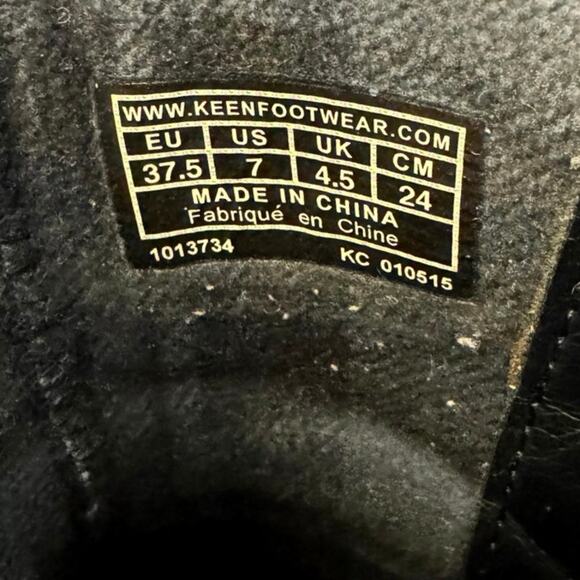 WWW.KEENFOOTWEAR.COM
EU US UK CM
37.5 7 4.5 24
MADE IN CHINA
Fabriqué en Chine
1013734 KC 010515